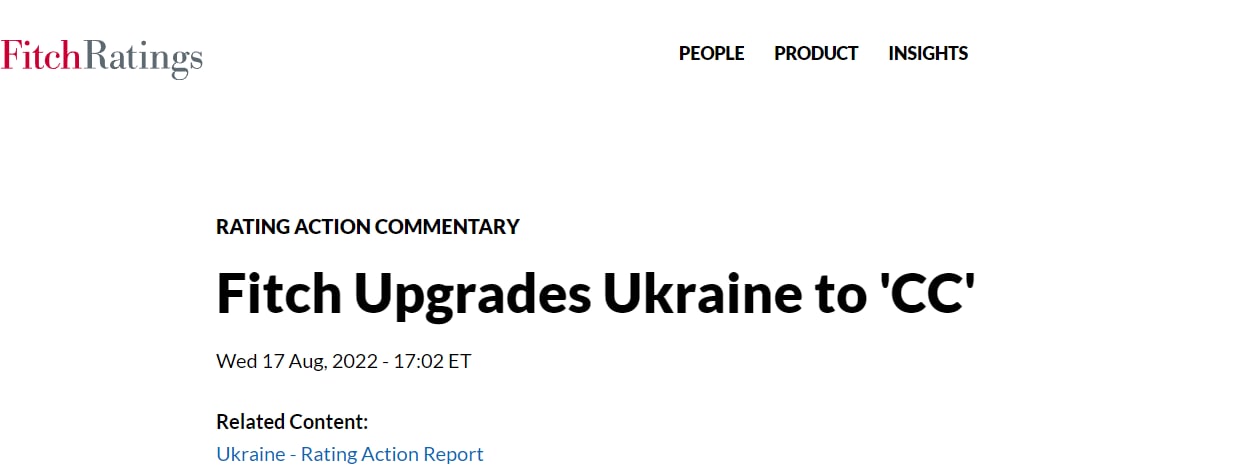 FitchRatings
PEOPLE PRODUCT INSIGHTS
RATING ACTION COMMENTARY
Fitch Upgrades Ukraine to 'CC'
Wed 17 Aug, 2022 - 17:02 ET
Related Content:
Ukraine - Rating Action Report